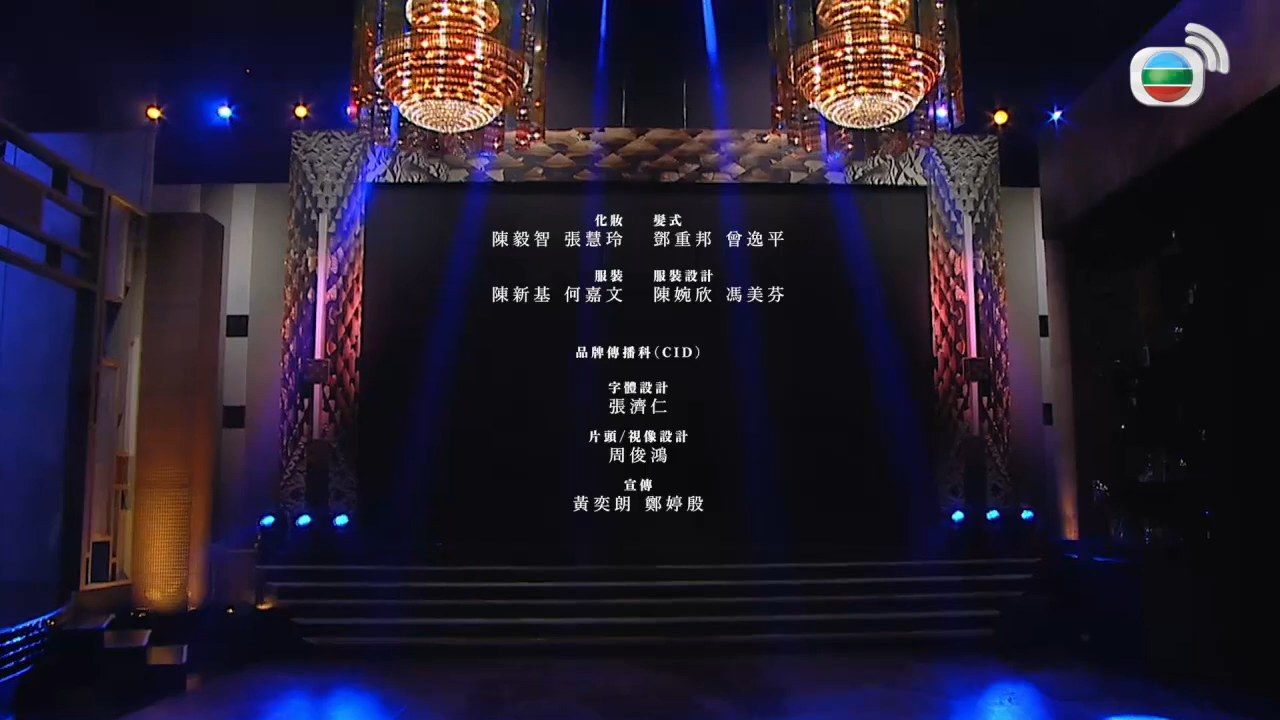 化妝 髮式
陳毅智 張慧玲 鄧重邦 曾逸平
服裝 服裝設計
陳新基 何嘉文 陳婉欣 馮美芬
品牌傳播科(CID)
字體設計
張濟仁
片頭/視像設計
周俊鴻
宣傳
黃奕朗 鄭婷殷